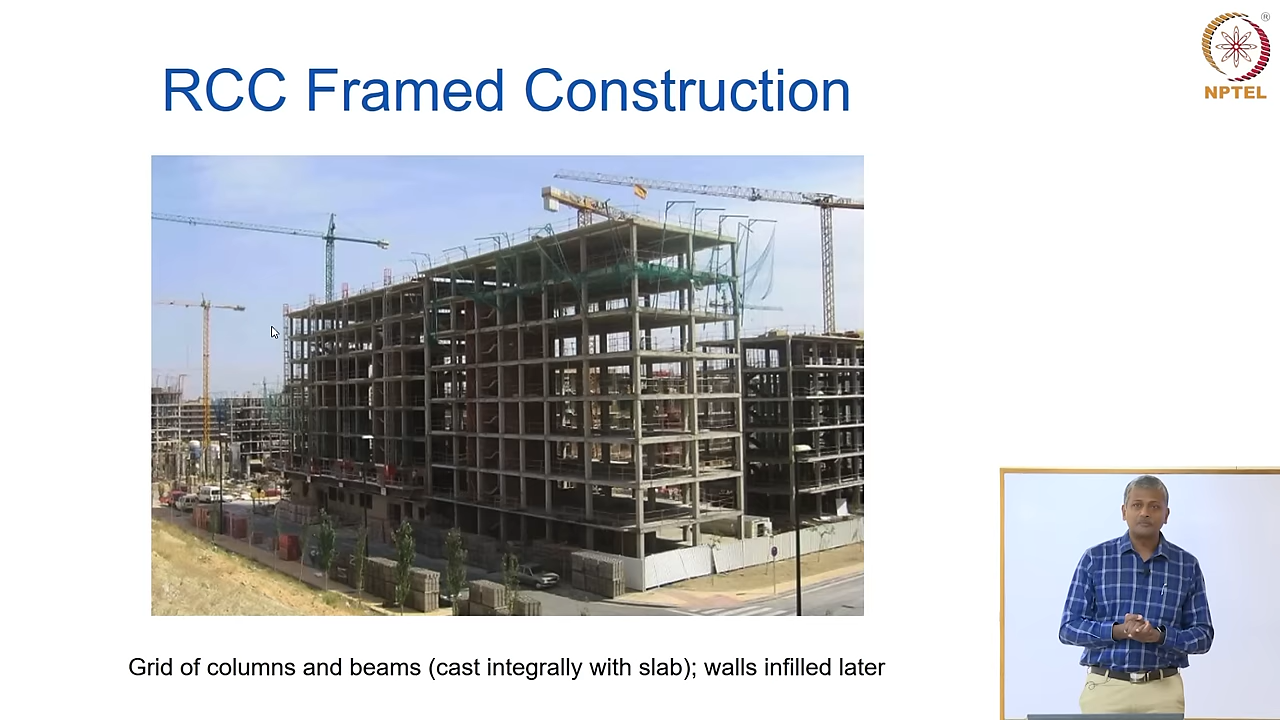 RCC Framed Construction
®
NPTEL
Grid of columns and beams (cast integrally with slab); walls infilled later